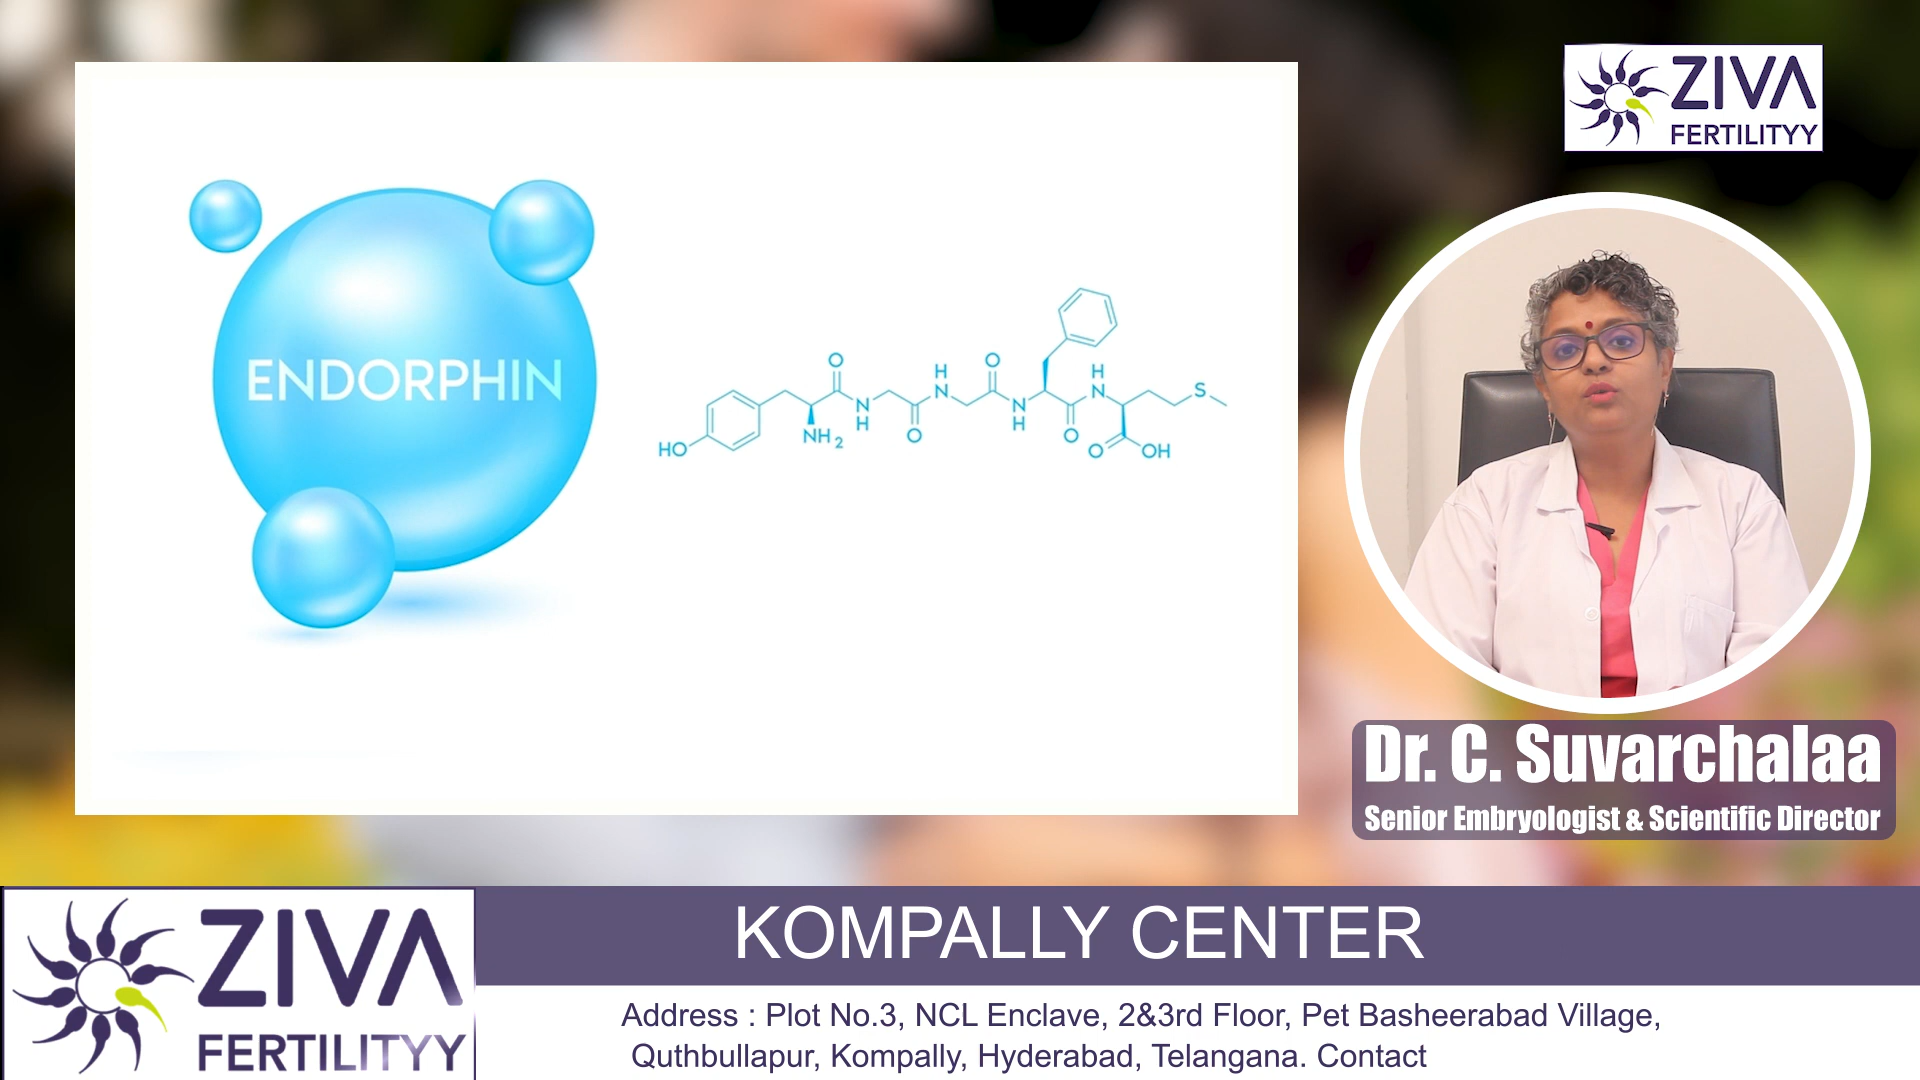 ZIVA
FERTILITYY
ENDORPHIN
HO
NH2
O
N
H
O
H
N
O
N
H
O
H
N
O
OH
S
Dr. C. Suvarchalaa
Senior Embryologist & Scientific Director
ZIVA
FERTILITYY
KOMPALLY CENTER
Address : Plot No.3, NCL Enclave, 2&3rd Floor, Pet Basheerabad Village,
Quthbullapur, Kompally, Hyderabad, Telangana. Contact